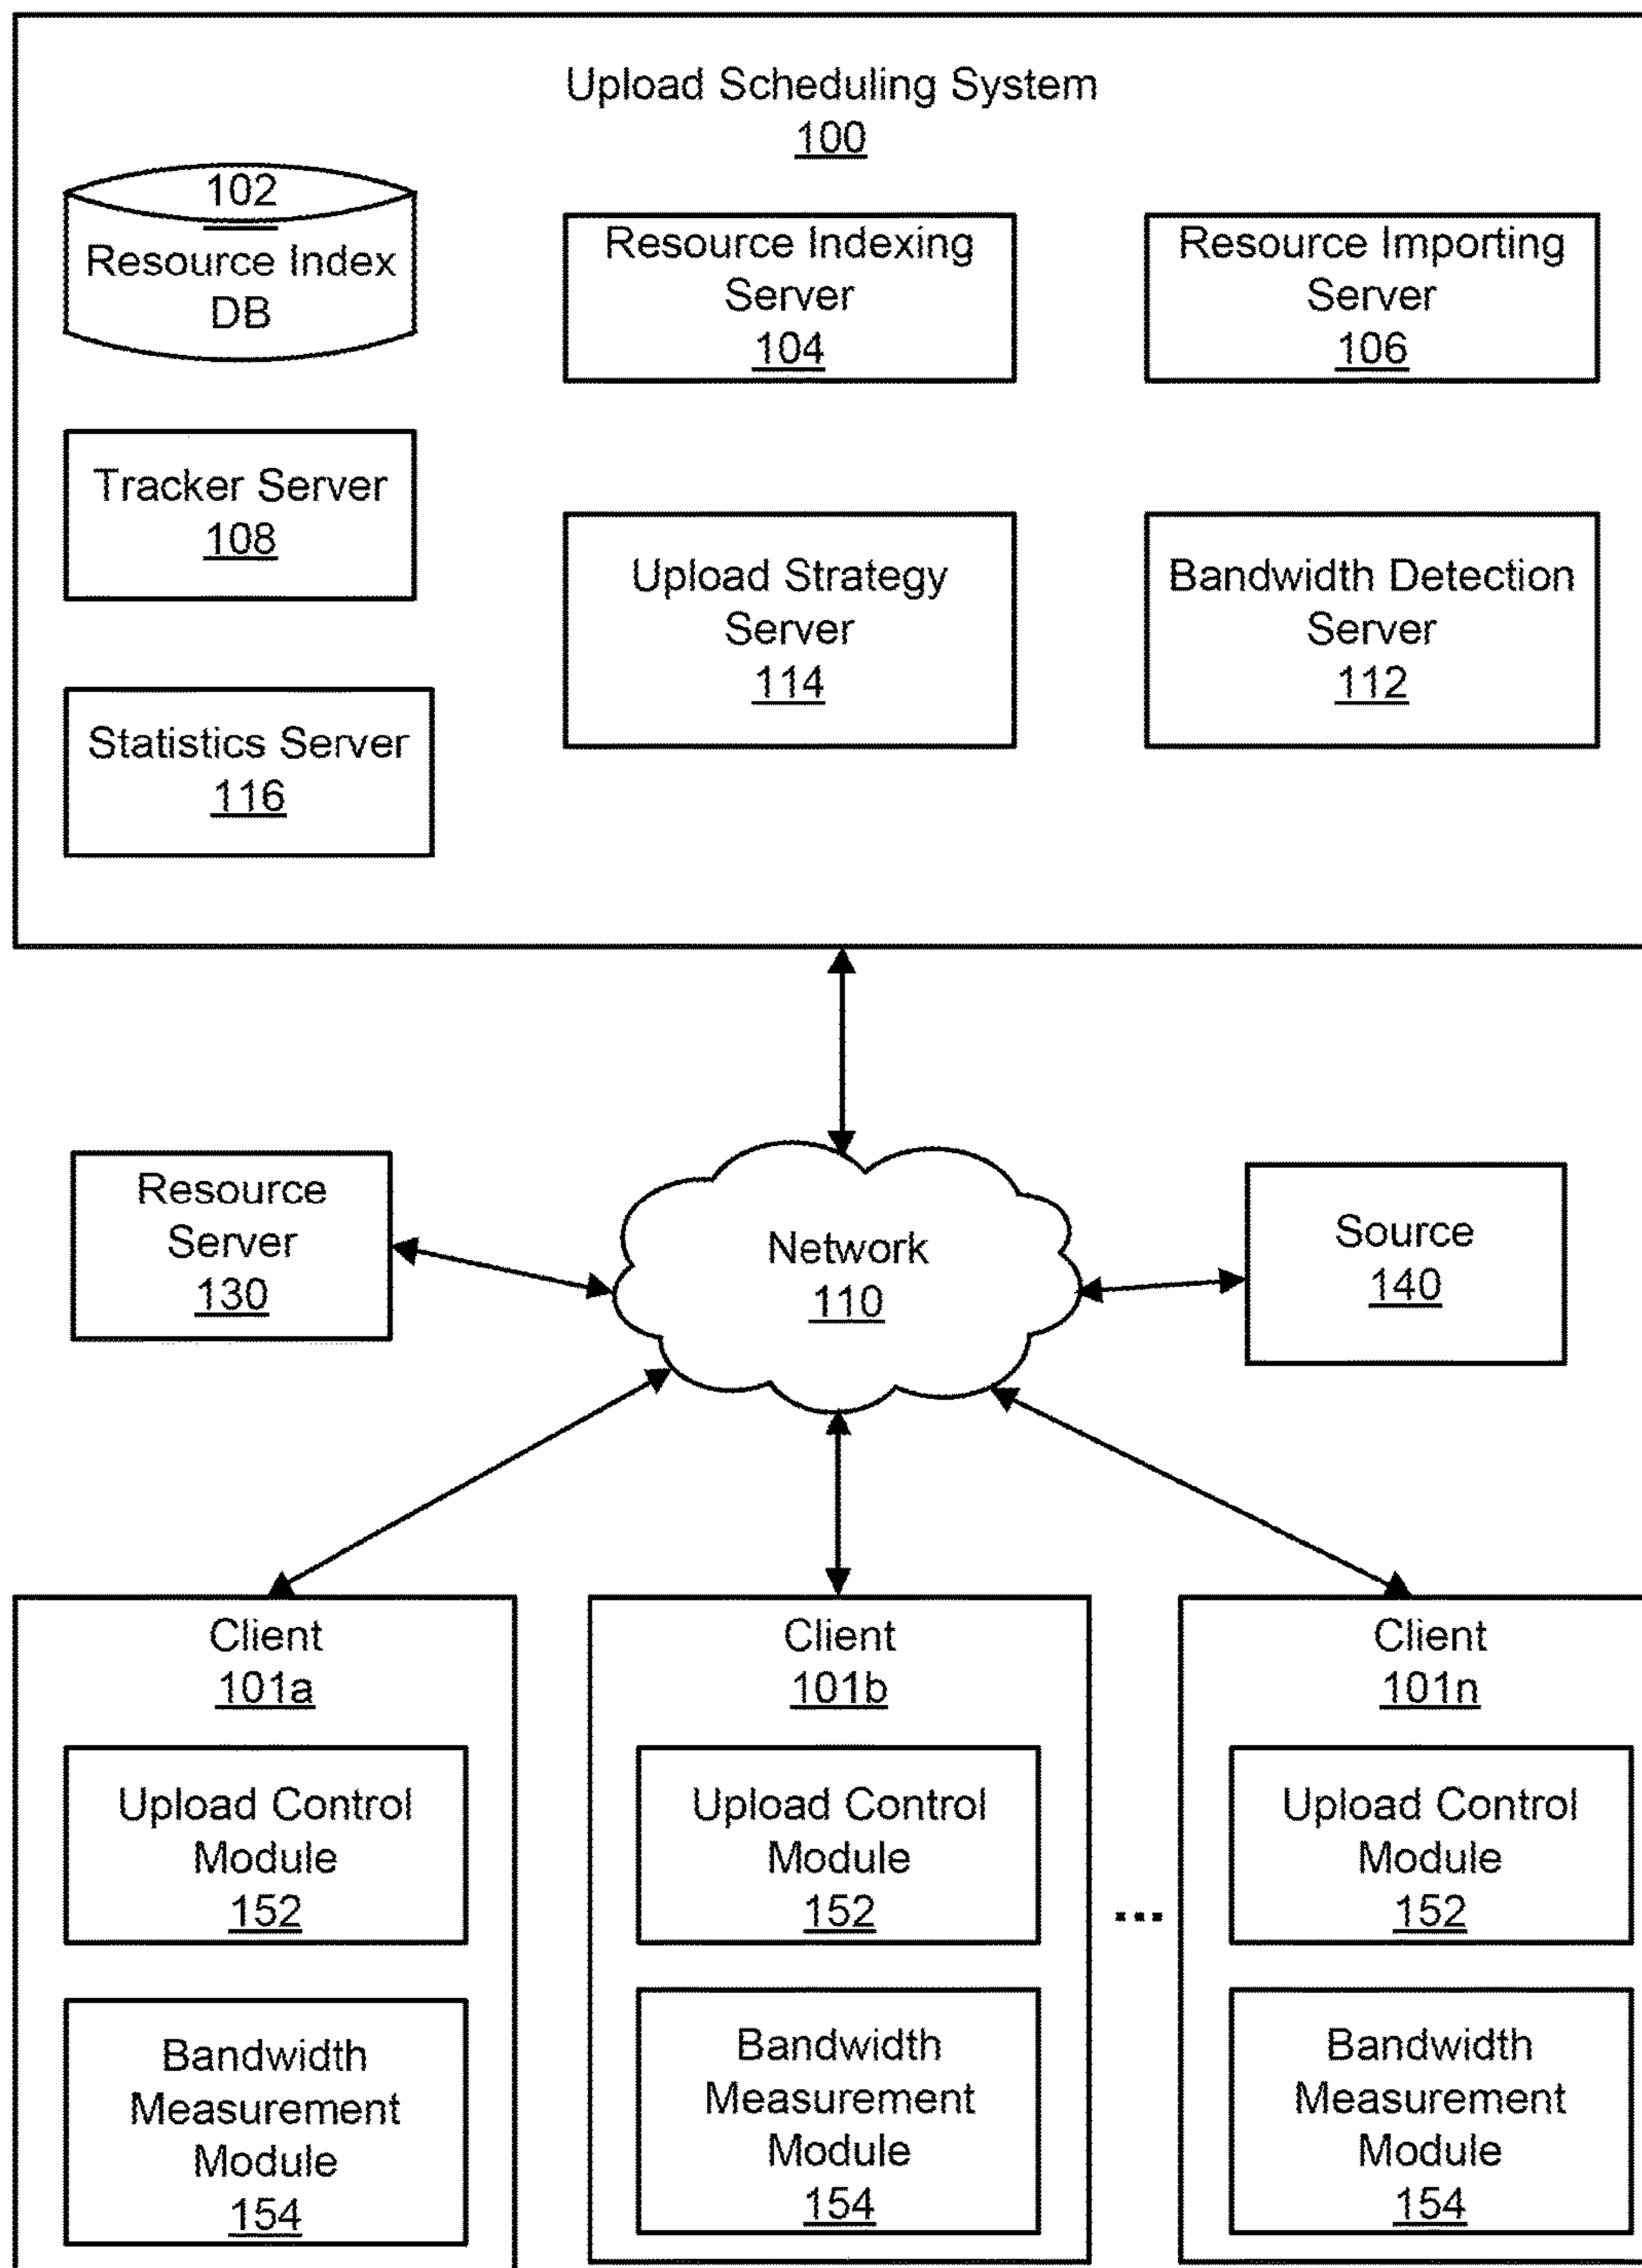 Upload Scheduling System
100
102
Resource Index
DB
Resource Indexing
Server
104
Resource Importing
Server
106
Tracker Server
108
Upload Strategy
Server
114
Bandwidth Detection
Server
112
Statistics Server
116
Resource
Server
130
Network
110
Source
140
Client
101a
Upload Control
Module
152
Bandwidth
Measurement
Module
154
Client
101b
Upload Control
Module
152
Bandwidth
Measurement
Module
154
...
Client
101n
Upload Control
Module
152
Bandwidth
Measurement
Module
154